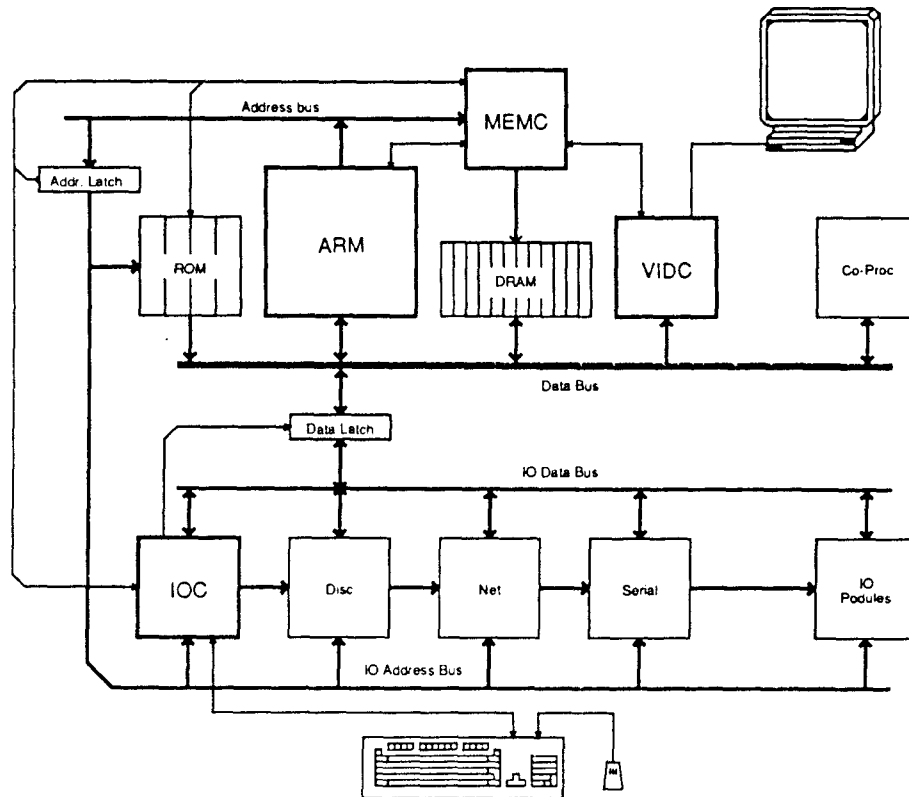 MEMC
Address bus
Addr. Latch
ROM
ARM
DRAM
VIDC
Co-Proc
Data Bus
Data Latch
IO Data Bus
IOC
Disc
Net
Serial
IO
Podules
IO Address Bus